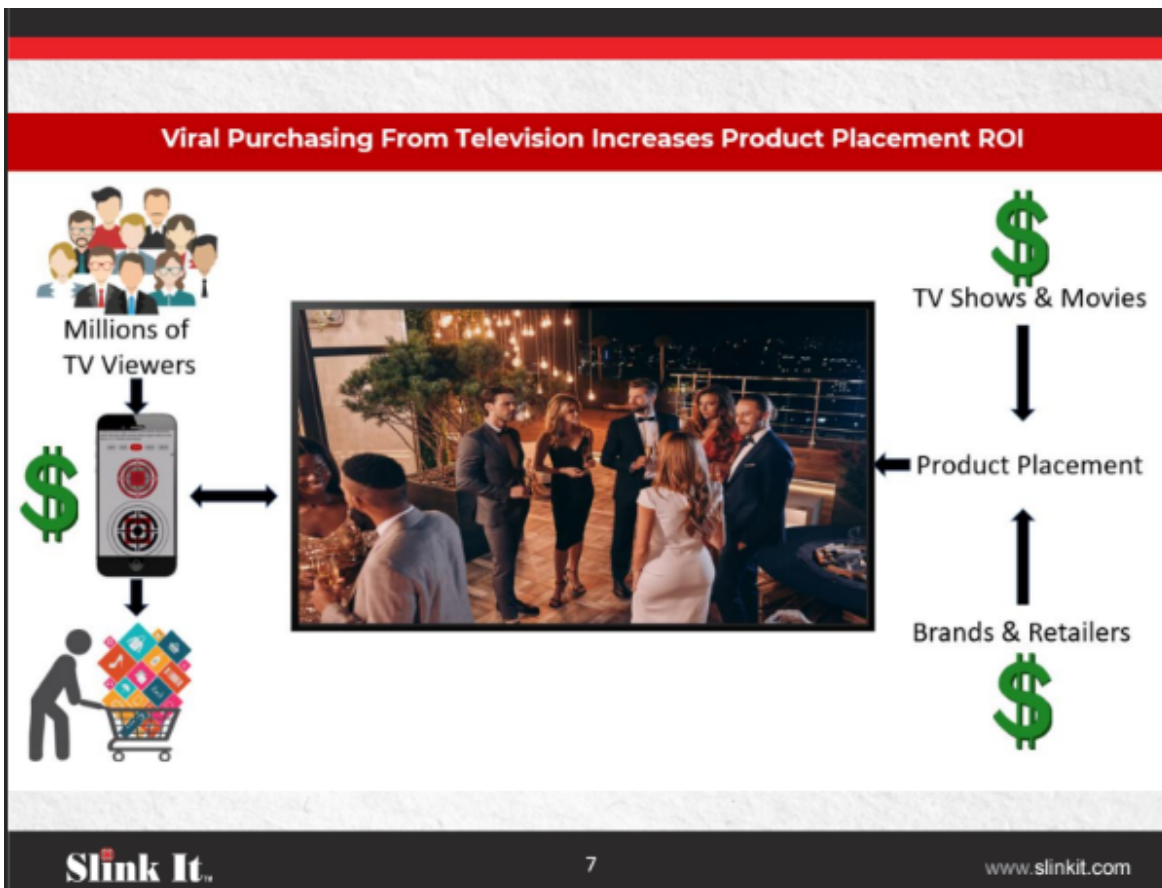 Viral Purchasing From Television Increases Product Placement ROI
Millions of
TV Viewers
$
$
TV Shows & Movies
Product Placement
Brands & Retailers
$
Slink It
7
www.slinkit.com